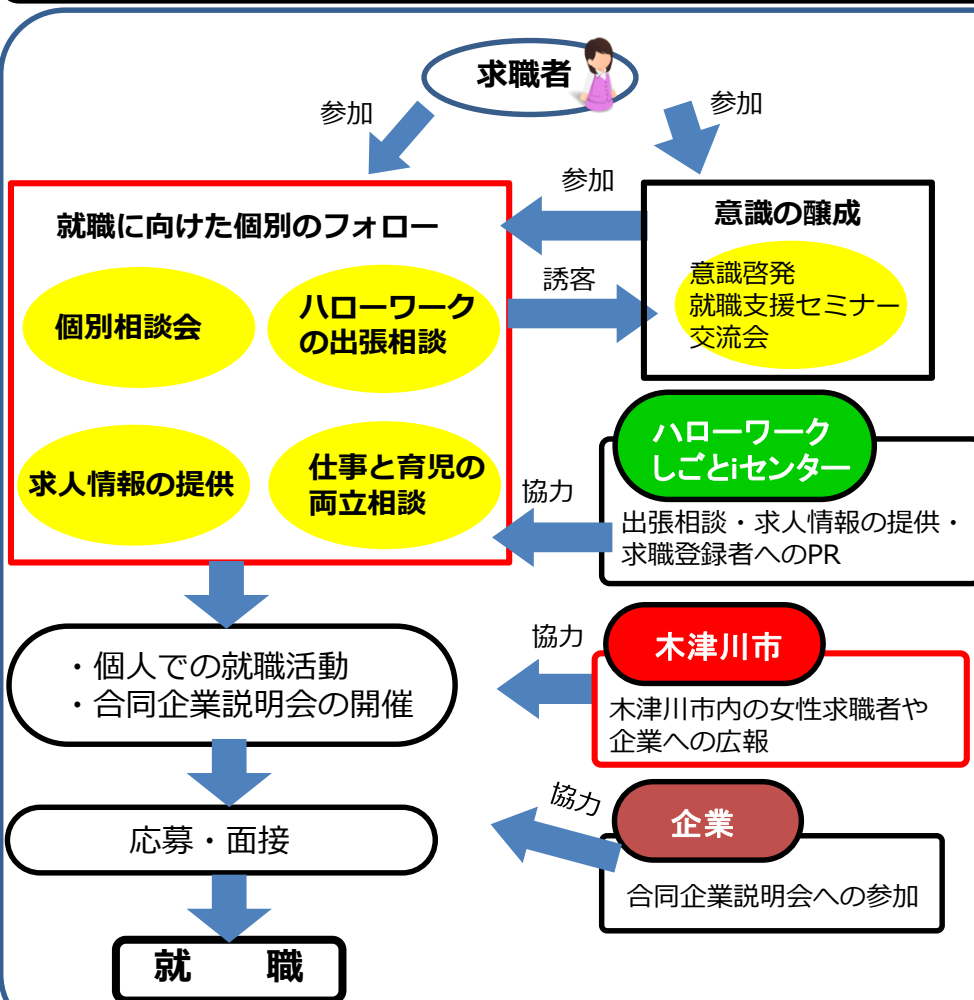 求職者
参加
参加
就職に向けた個別のフォロー
個別相談会
ハローワーク
の出張相談
求人情報の提供
仕事と育児の
両立相談
参加
誘客
意識の醸成
意識啓発
就職支援セミナー
交流会
ハローワーク
しごとiセンター
協力
出張相談・求人情報の提供・
求職登録者へのPR
・個人での就職活動
・合同企業説明会の開催
協力
木津川市
木津川市内の女性求職者や
企業への広報
応募・面接
協力
企業
合同企業説明会への参加
就　職